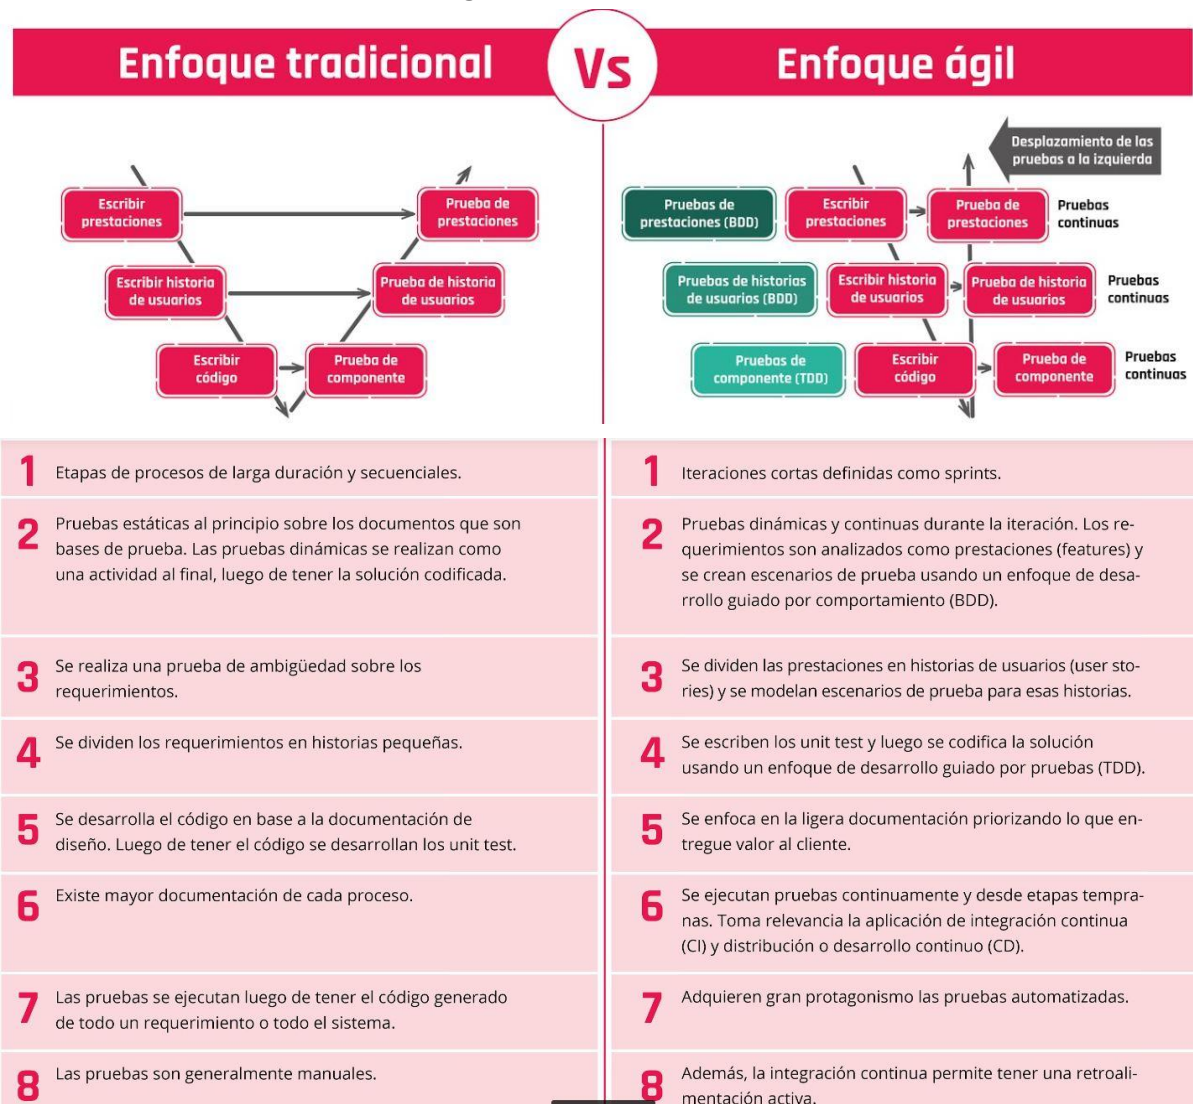 Enfoque tradicional
Vs
Enfoque ágil
Escribir
prestaciones
Prueba de
prestaciones
Escribir historia
de usuarios
Prueba de historia
de usuarios
Escribir
código
Prueba de
componente
Desplazamiento de las
pruebas a la izquierda
Pruebas de
prestaciones (BDD)
Escribir
prestaciones
Prueba de
prestaciones
Pruebas
continuas
Pruebas de historias
de usuarios (BDD)
Escribir historia
de usuarios
Prueba de historia
de usuarios
Pruebas
continuas
Pruebas de
componente (TDD)
Escribir
código
Prueba de
componente
Pruebas
continuas
1
Etapas de procesos de larga duración y secuenciales.
2
Pruebas estáticas al principio sobre los documentos que son
bases de prueba. Las pruebas dinámicas se realizan como
una actividad al final, luego de tener la solución codificada.
3
Se realiza una prueba de ambigüedad sobre los
requerimientos.
4
Se dividen los requerimientos en historias pequeñas.
5
Se desarrolla el código en base a la documentación de
diseño. Luego de tener el código se desarrollan los unit test.
6
Existe mayor documentación de cada proceso.
7
Las pruebas se ejecutan luego de tener el código generado
de todo un requerimiento o todo el sistema.
8
Las pruebas son generalmente manuales.
1
Iteraciones cortas definidas como sprints.
2
Pruebas dinámicas y continuas durante la iteración. Los re-
querimientos son analizados como prestaciones (features) y
se crean escenarios de prueba usando un enfoque de desa-
rrollo guiado por comportamiento (BDD).
3
Se dividen las prestaciones en historias de usuarios (user sto-
ries) y se modelan escenarios de prueba para esas historias.
4
Se escriben los unit test y luego se codifica la solución
usando un enfoque de desarrollo guiado por pruebas (TDD).
5
Se enfoca en la ligera documentación priorizando lo que en-
tregue valor al cliente.
6
Se ejecutan pruebas continuamente y desde etapas tempra-
nas. Toma relevancia la aplicación de integración continua
(CI) y distribución o desarrollo continuo (CD).
7
Adquieren gran protagonismo las pruebas automatizadas.
8
Además, la integración continua permite tener una retroali-
mentación activa.